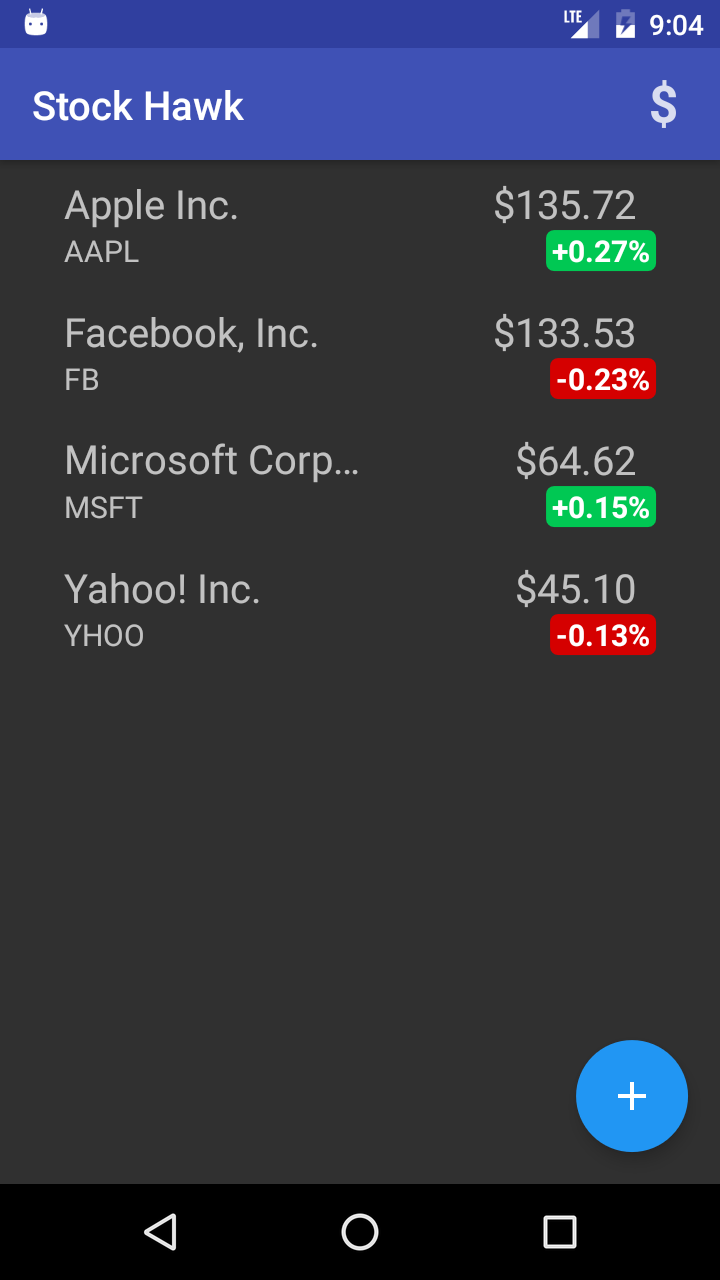 LTE 9:04
Stock Hawk $
Apple Inc. $135.72
AAPL +0.27%
Facebook, Inc. $133.53
FB -0.23%
Microsoft Corp... $64.62
MSFT +0.15%
Yahoo! Inc. $45.10
YHOO -0.13%
+